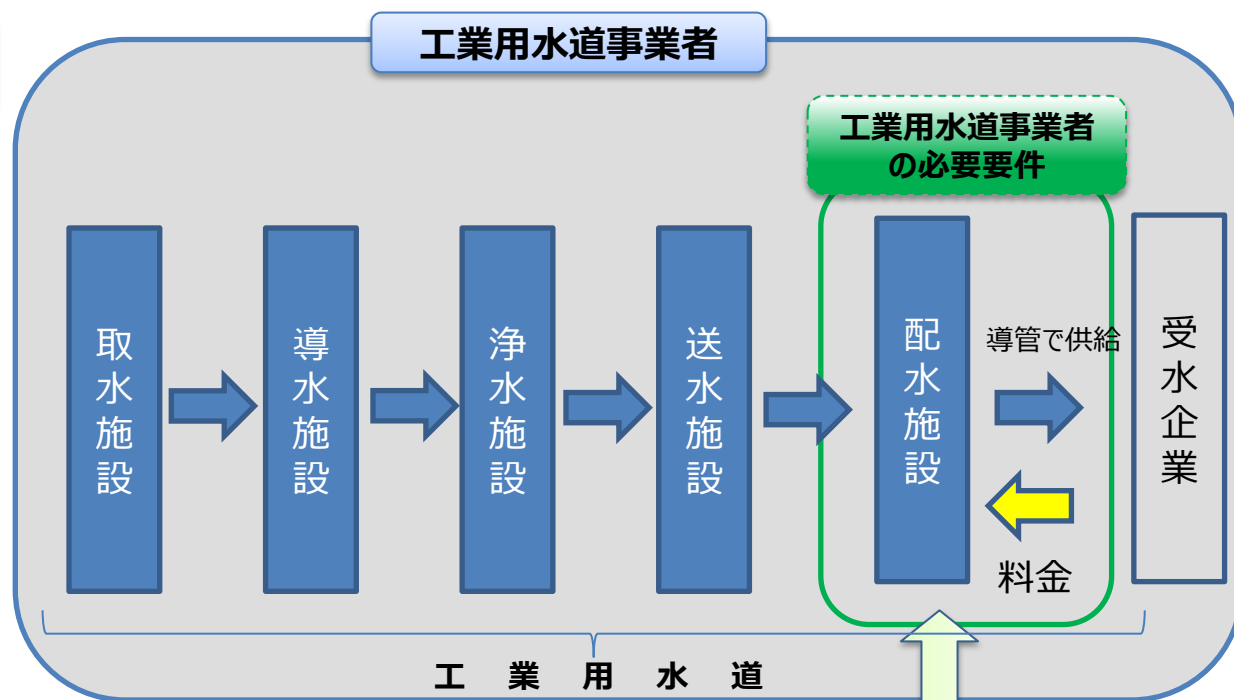 工業用水道事業者
工業用水道事業者
の必要要件
取水施設
導水施設
浄水施設
送水施設
配水施設
導管で供給
料金
受水企業
工業用水道